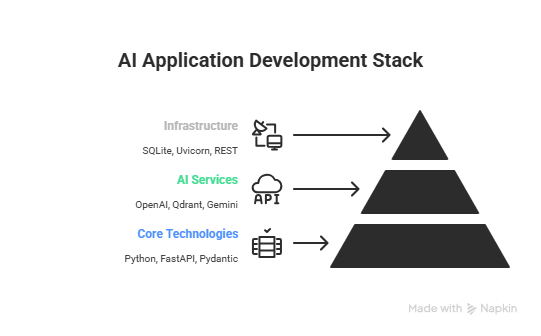 AI Application Development Stack
Infrastructure
SQLite, Uvicorn, REST
AI Services
OpenAI, Qdrant, Gemini
API
Core Technologies
Python, FastAPI, Pydantic
Made with Napkin